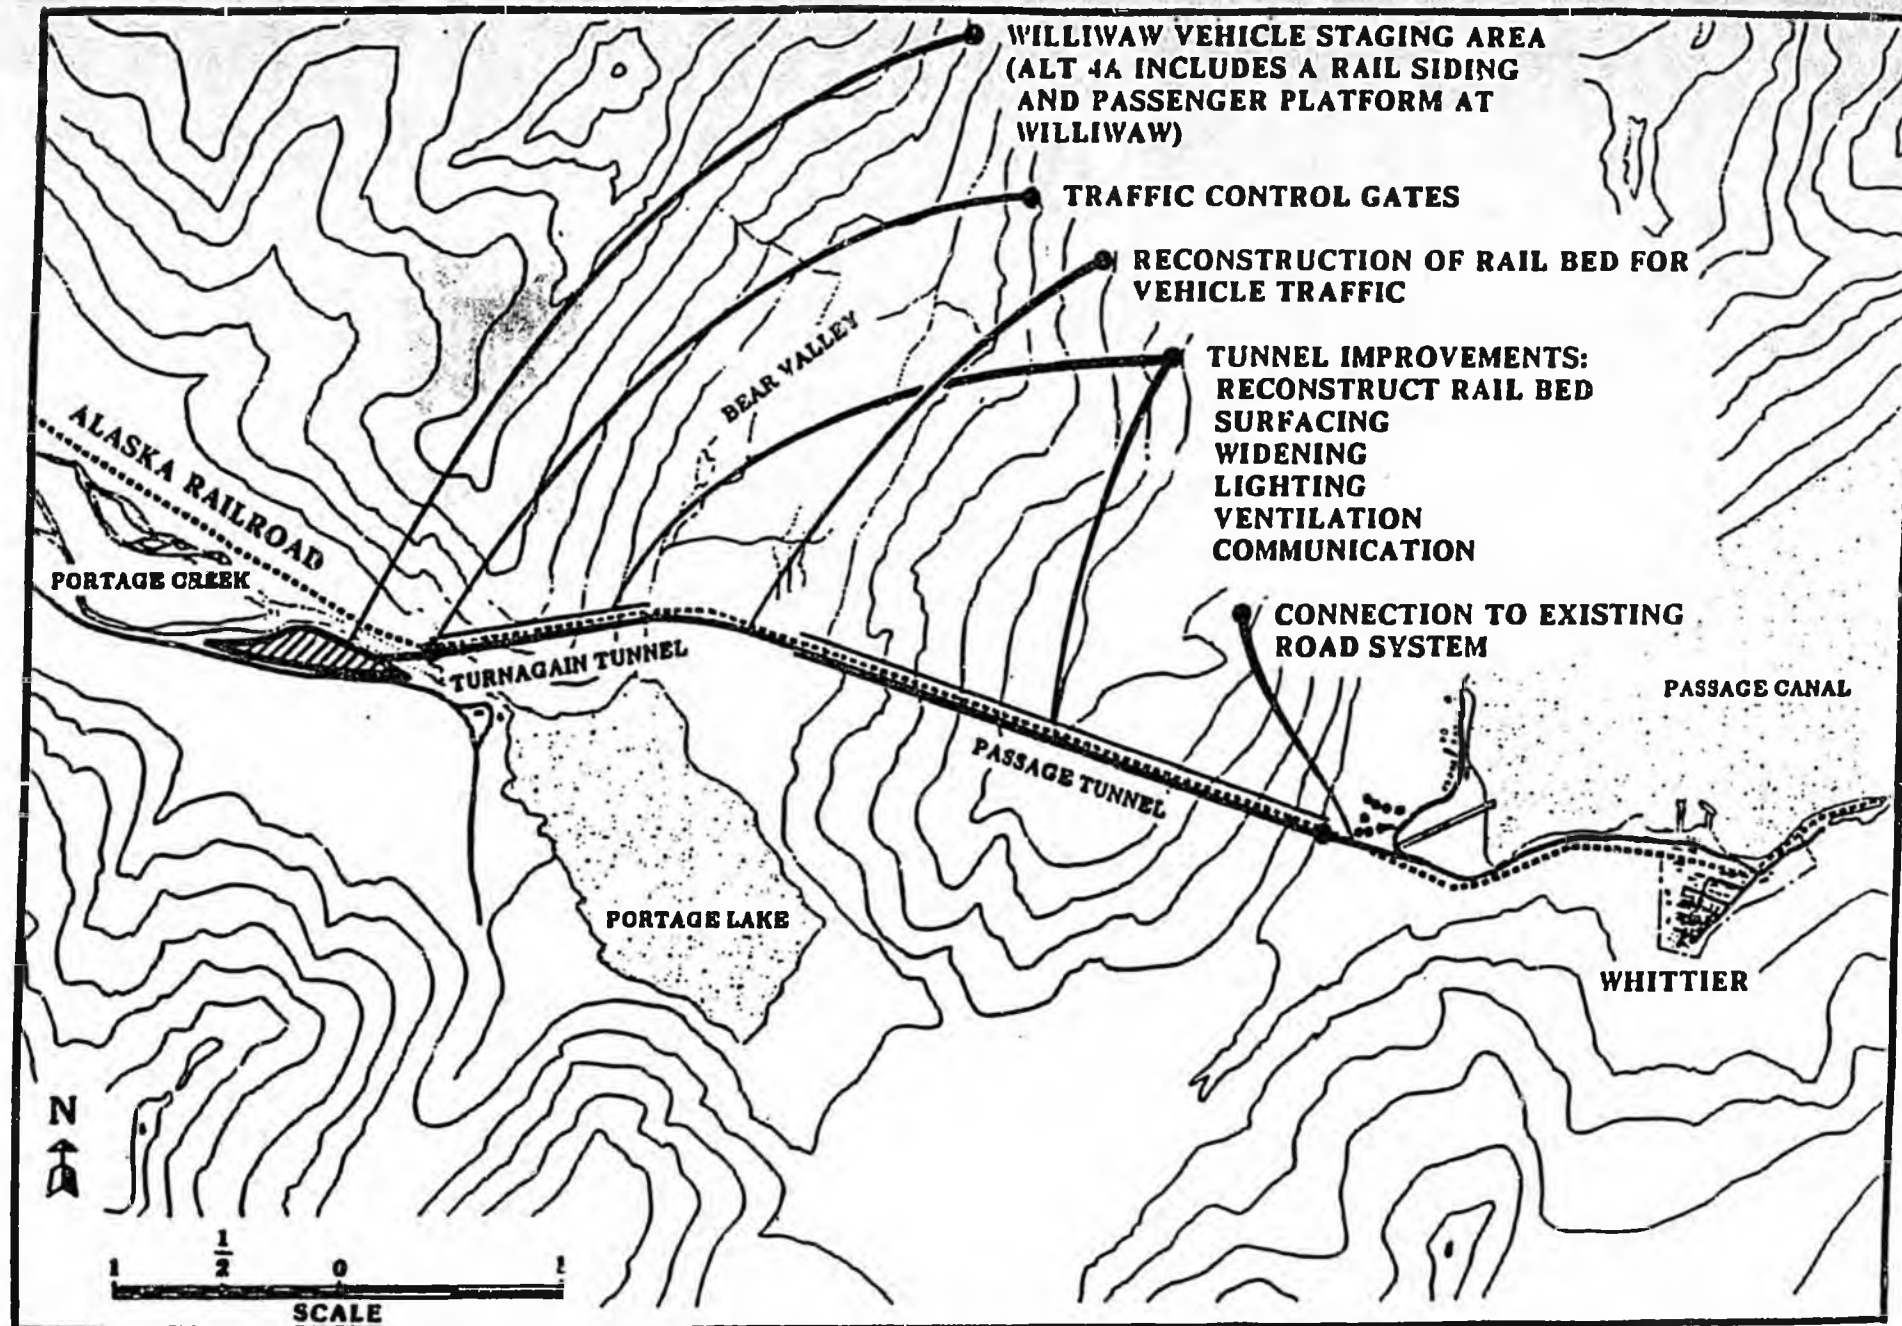 WILLIWAW VEHICLE STAGING AREA
(ALT 4A INCLUDES A RAIL SIDING
AND PASSENGER PLATFORM AT
WILLIWAW)
TRAFFIC CONTROL GATES
RECONSTRUCTION OF RAIL BED FOR
VEHICLE TRAFFIC
BEAR VALLEY
TUNNEL IMPROVEMENTS:
RECONSTRUCT RAIL BED
SURFACING
WIDENING
LIGHTING
VENTILATION
COMMUNICATION
ALASKA RAILROAD
PORTAGE CREEK
CONNECTION TO EXISTING
ROAD SYSTEM
TURNAGAIN TUNNEL
PASSAGE CANAL
PASSAGE TUNNEL
PORTAGE LAKE
WHITTIER
N
1 1/2 0
SCALE